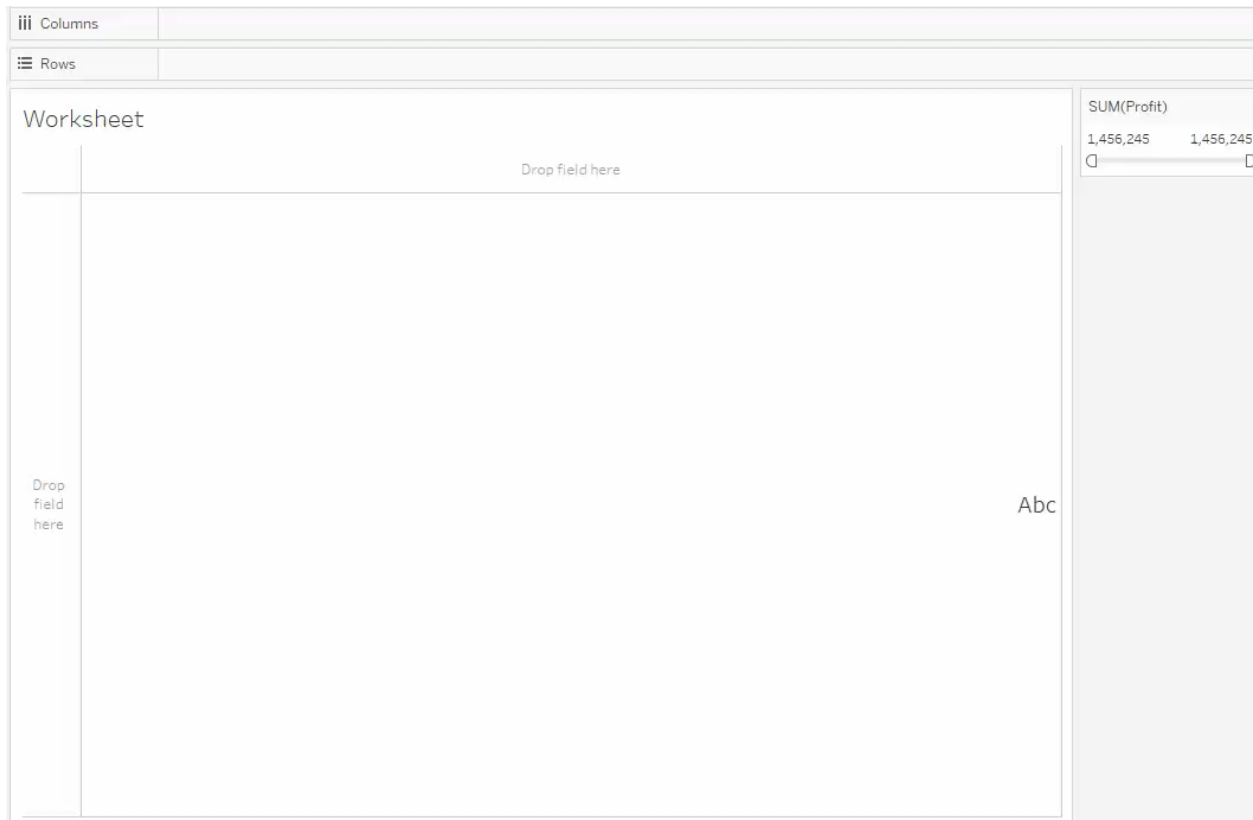 Columns
Rows
Worksheet
SUM(Profit)
1,456,245 1,456,245
Drop field here
Drop
field
here
Abc